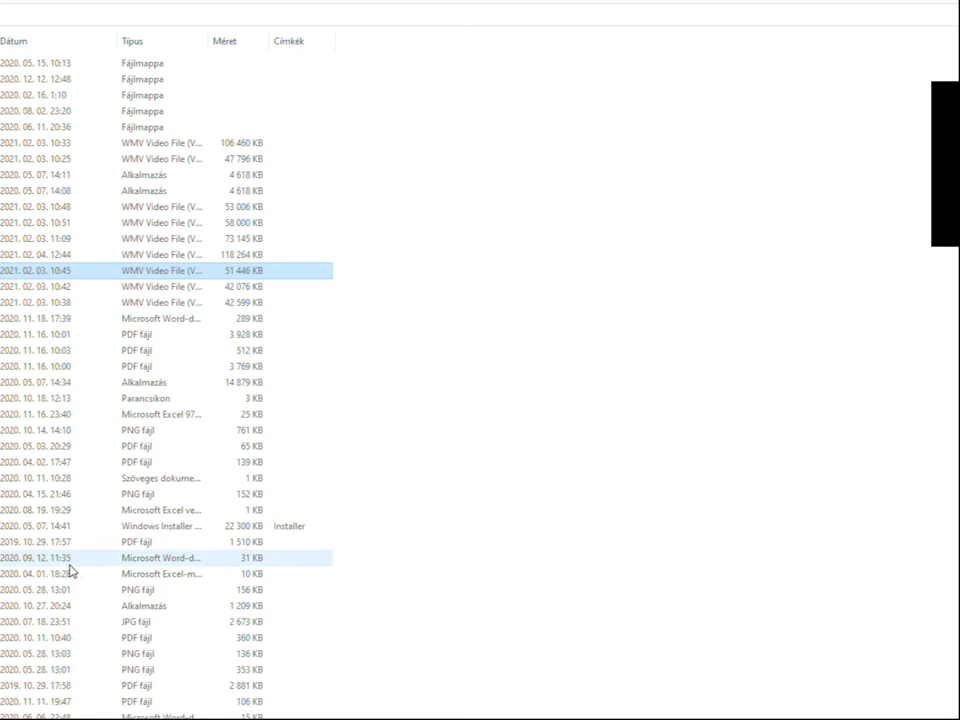 Dátum Típus Méret Címkék
2020. 05. 15. 10:13 Fájlmappa
2020. 12. 12. 12:48 Fájlmappa
2020. 02. 16. 1:10 Fájlmappa
2020. 08. 02. 23:20 Fájlmappa
2020. 06. 11. 20:36 Fájlmappa
2021. 02. 03. 10:33 WMV Video File (V... 106 460 KB
2021. 02. 03. 10:25 WMV Video File (V... 47 796 KB
2020. 05. 07. 14:11 Alkalmazás 4 618 KB
2020. 05. 07. 14:08 Alkalmazás 4 618 KB
2021. 02. 03. 10:48 WMV Video File (V... 53 006 KB
2021. 02. 03. 10:51 WMV Video File (V... 58 000 KB
2021. 02. 03. 11:09 WMV Video File (V... 73 145 KB
2021. 02. 04. 12:44 WMV Video File (V... 118 264 KB
2021. 02. 03. 10:45 WMV Video File (V... 51 446 KB
2021. 02. 03. 10:42 WMV Video File (V... 42 076 KB
2021. 02. 03. 10:38 WMV Video File (V... 42 599 KB
2020. 11. 18. 17:39 Microsoft Word-d... 289 KB
2020. 11. 16. 10:01 PDF fájl 3 928 KB
2020. 11. 16. 10:03 PDF fájl 512 KB
2020. 11. 16. 10:00 PDF fájl 3 769 KB
2020. 05. 07. 14:34 Alkalmazás 14 879 KB
2020. 10. 18. 12:13 Parancsikon 3 KB
2020. 11. 16. 23:40 Microsoft Excel 97... 25 KB
2020. 10. 14. 14:10 PNG fájl 761 KB
2020. 05. 03. 20:29 PDF fájl 65 KB
2020. 04. 02. 17:47 PDF fájl 139 KB
2020. 10. 11. 10:28 Szöveges dokume... 1 KB
2020. 04. 15. 21:46 PNG fájl 152 KB
2020. 08. 19. 19:29 Microsoft Excel ve... 1 KB
2020. 05. 07. 14:41 Windows Installer ... 22 300 KB Installer
2019. 10. 29. 17:57 PDF fájl 1 510 KB
2020. 09. 12. 11:35 Microsoft Word-d... 31 KB
2020. 04. 01. Microsoft Excel-m... 10 KB
2020. 05. 28. 13:01 PNG fájl 156 KB
2020. 10. 27. 20:24 Alkalmazás 1 209 KB
2020. 07. 18. 23:51 JPG fájl 2 673 KB
2020. 10. 11. 10:40 PDF fájl 360 KB
2020. 05. 28. 13:03 PNG fájl 136 KB
2020. 05. 28. 13:01 PNG fájl 353 KB
2019. 10. 29. 17:58 PDF fájl 2 881 KB
2020. 11. 11. 19:47 PDF fájl 106 KB
2020. 06. 06. 22:48 Microsoft Word-d... 15 KB